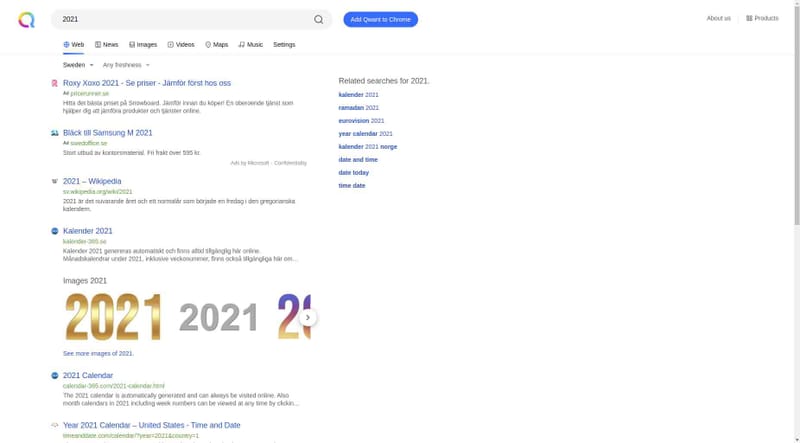 2021
Add Qwant to Chrome
About us
Products
Web
News
Images
Videos
Maps
Music
Settings
Sweden
Any freshness
Roxy Xoxo 2021 - Se priser - Jämför först hos oss
Ad pricerunner.se
Hitta det bästa priset på Snowboard. Jämför innan du köper! En oberoende tjänst som
hjälper dig att jämföra produkter och tjänster online.
Bläck till Samsung M 2021
Ad swedoffice.se
Stort utbud av kontorsmaterial. Fri frakt över 595 kr.
Ads by Microsoft - Confidentiality
2021 – Wikipedia
sv.wikipedia.org/wiki/2021
2021 är det nuvarande året och ett normalår som började en fredag i den gregorianska
kalendern.
Kalender 2021
kalender-365.se
Kalender 2021 genereras automatiskt och finns alltid tillgänglig här online.
Månadskalendrar under 2021, inklusive veckonummer, finns också tillgängliga här om...
Images 2021
2021
2021
See more images of 2021.
2021 Calendar
calendar-365.com/2021-calendar.html
The 2021 calendar is automatically generated and can always be visited online. Also
month calendars in 2021 including week numbers can be viewed at any time by clickin...
Year 2021 Calendar – United States - Time and Date
timeanddate.com/calendar/?year=2021&country=1
Related searches for 2021.
kalender 2021
ramadan 2021
eurovision 2021
year calendar 2021
kalender 2021 norge
date and time
date today
time date